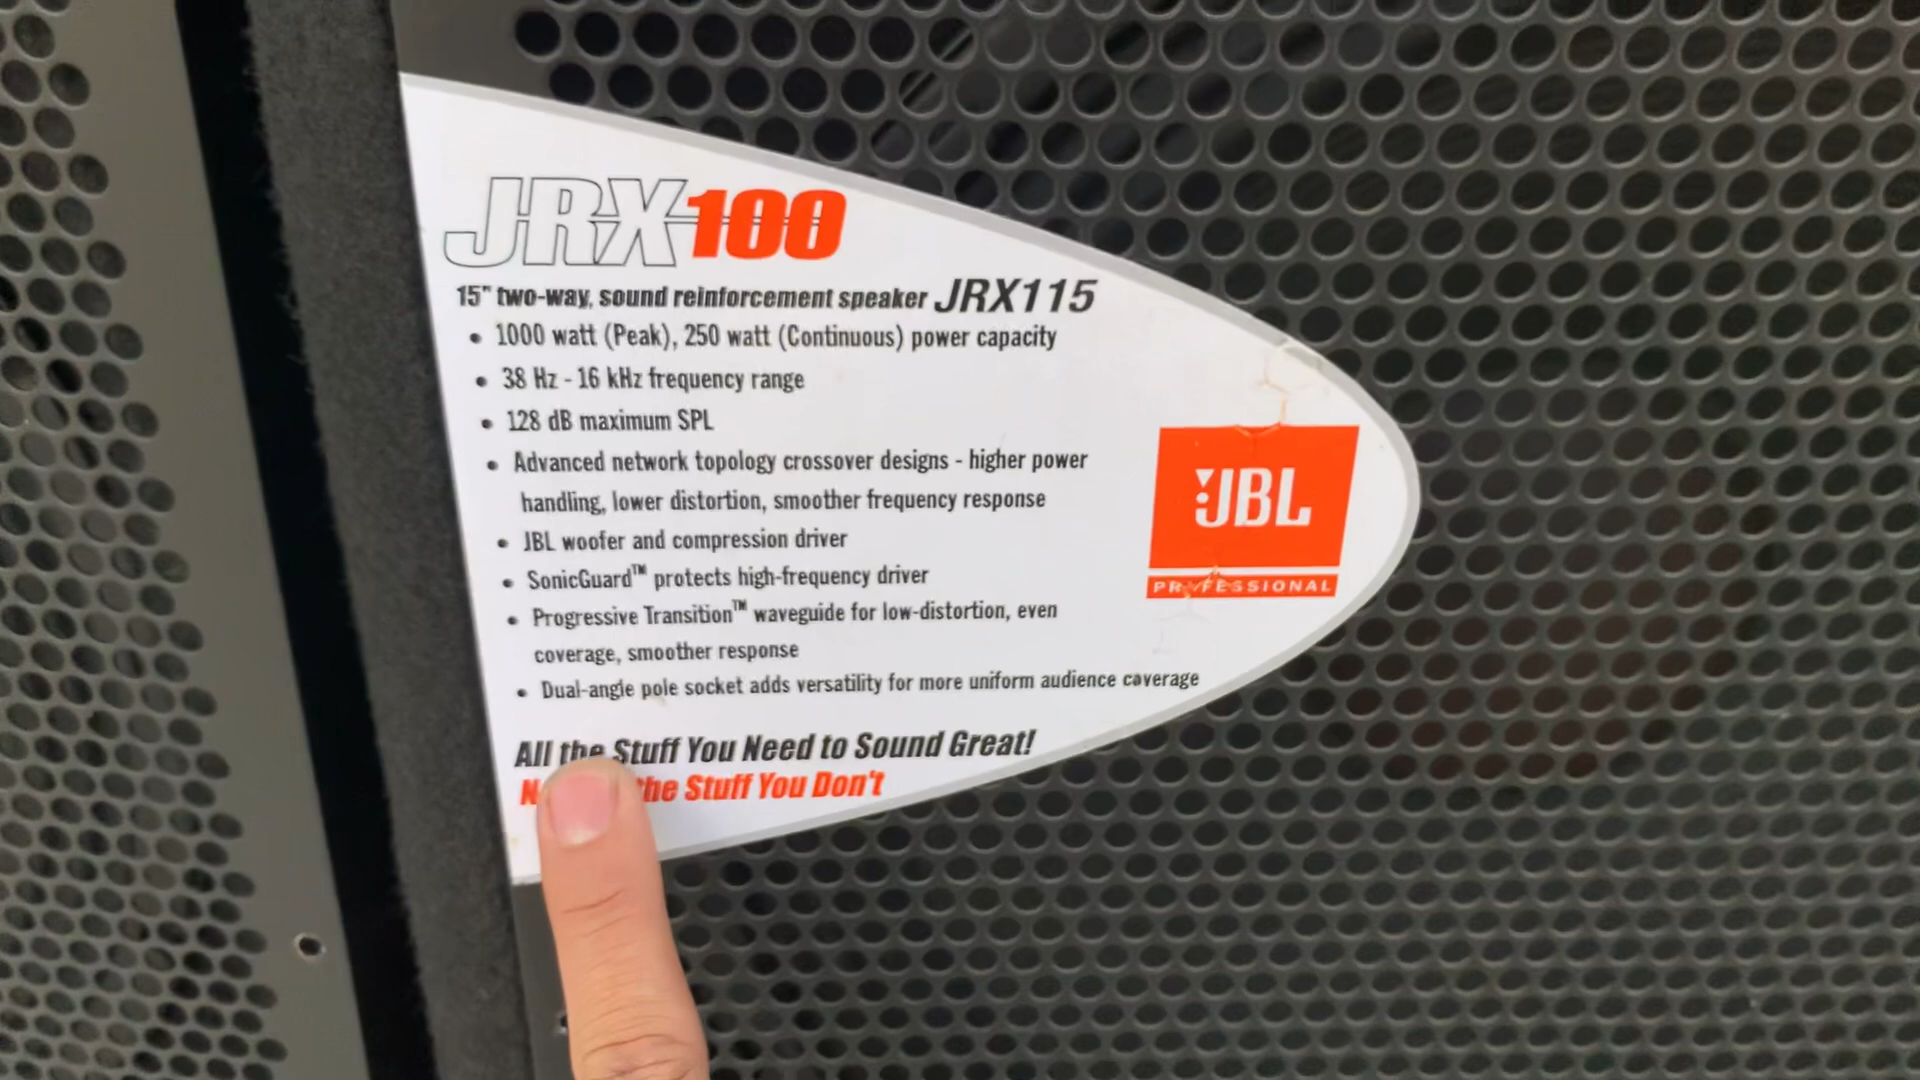 JRX100
15" two-way, sound reinforcement speaker JRX115
• 1000 watt (Peak), 250 watt (Continuous) power capacity
• 38 Hz - 16 kHz frequency range
• 128 dB maximum SPL
• Advanced network topology crossover designs - higher power
handling, lower distortion, smoother frequency response
• JBL woofer and compression driver
• SonicGuard™ protects high-frequency driver
• Progressive Transition™ waveguide for low-distortion, even
coverage, smoother response
• Dual-angle pole socket adds versatility for more uniform audience coverage
All the Stuff You Need to Sound Great!
the Stuff You Don't
JBL
PROFESSIONAL